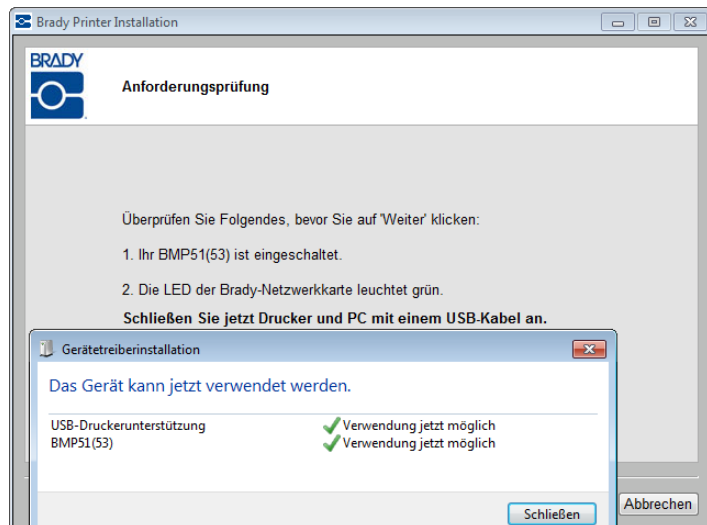 Brady Printer Installation
BRADY
Anforderungsprüfung
Überprüfen Sie Folgendes, bevor Sie auf 'Weiter' klicken:
1. Ihr BMP51(53) ist eingeschaltet.
2. Die LED der Brady-Netzwerkkarte leuchtet grün.
Schließen Sie jetzt Drucker und PC mit einem USB-Kabel an.
Gerätetreiberinstallation
Das Gerät kann jetzt verwendet werden.
USB-Druckerunterstützung Verwendung jetzt möglich
BMP51(53) Verwendung jetzt möglich
Schließen
Abbrechen